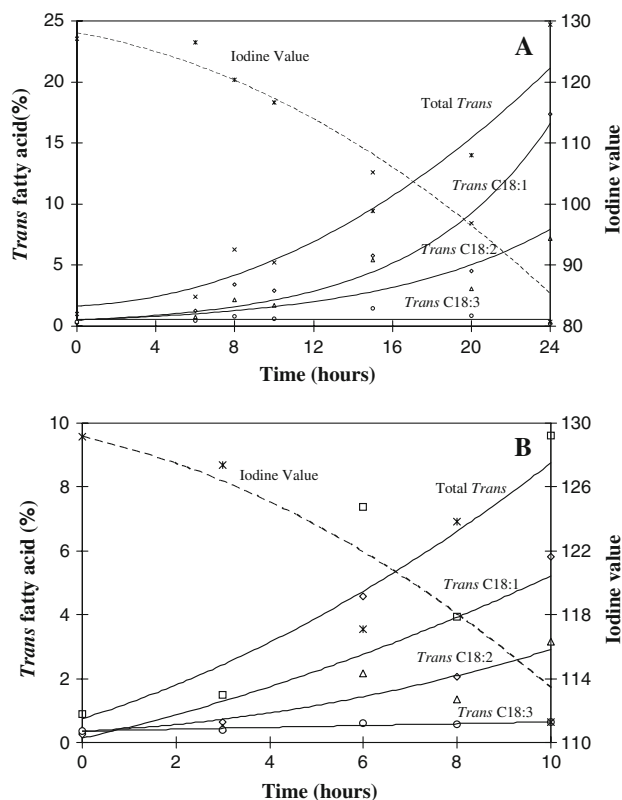 A
25
20
15
10
5
0
Trans fatty acid(%)
130
120
110
100
90
80
Iodine value
Iodine Value
Total Trans
Trans C18:1
Trans C18:2
Trans C18:3
0 4 8 12 16 20 24
Time (hours)
B
10
8
6
4
2
0
Trans fatty acid (%)
130
126
122
118
114
110
Iodine value
Iodine Value
Total Trans
Trans C18:1
Trans C18:2
Trans C18:3
0 2 4 6 8 10
Time (hours)